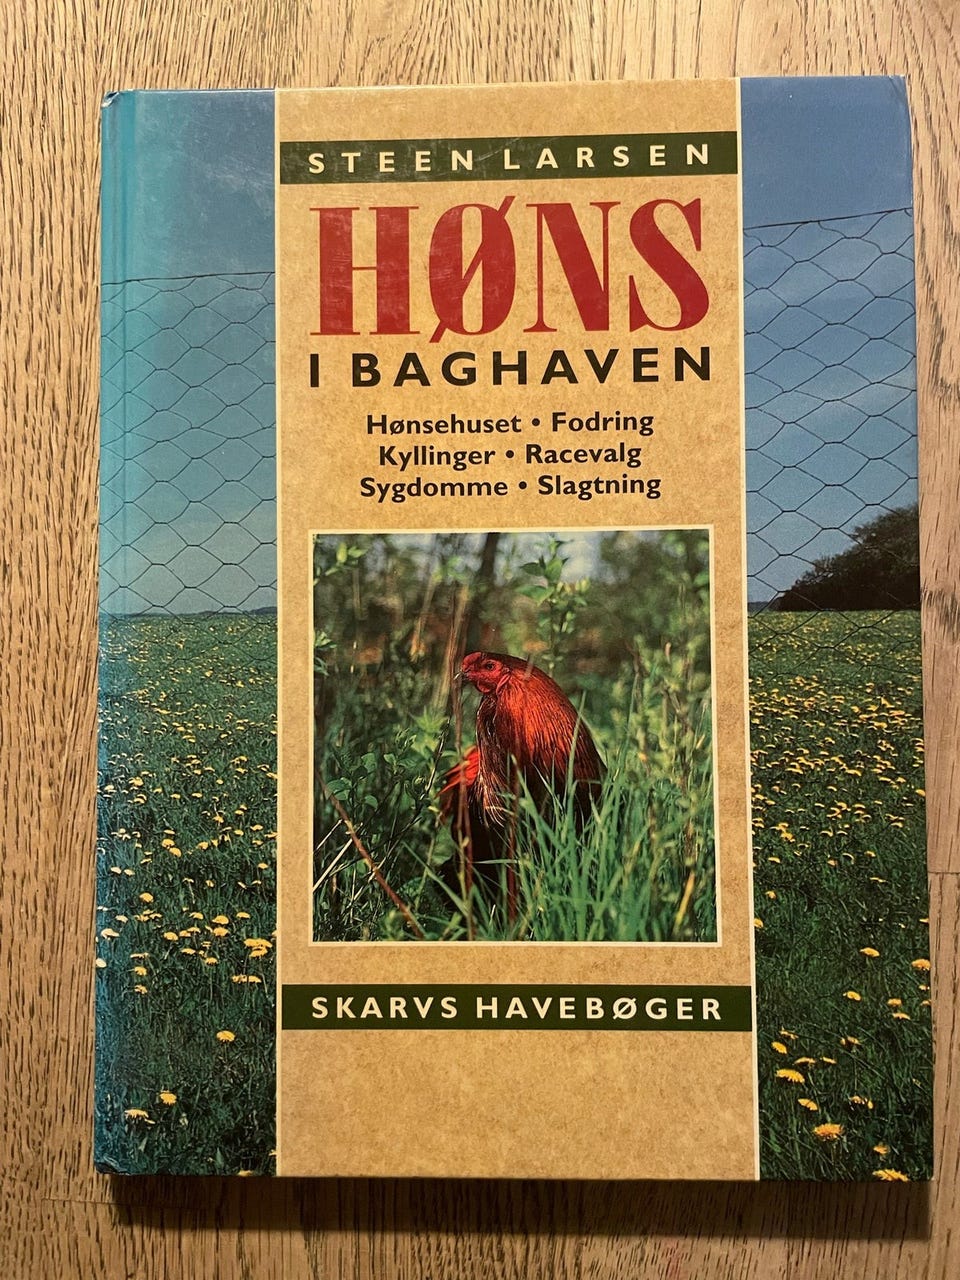 STEEN LARSEN
HØNS
I BAGHAVEN
Hønsehuset • Fodring
Kyllinger • Racevalg
Sygdomme • Slagtning
SKARVS HAVEBØGER